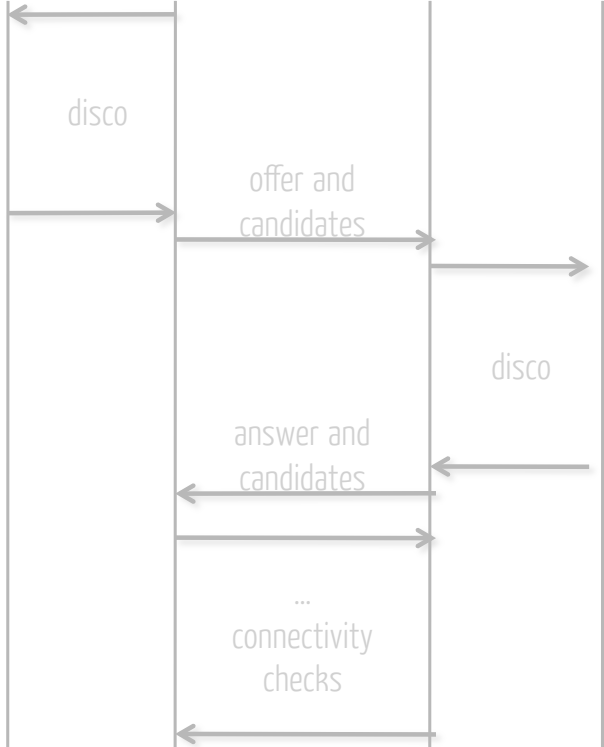 disco
offer and
candidates
disco
answer and
candidates
...
connectivity
checks